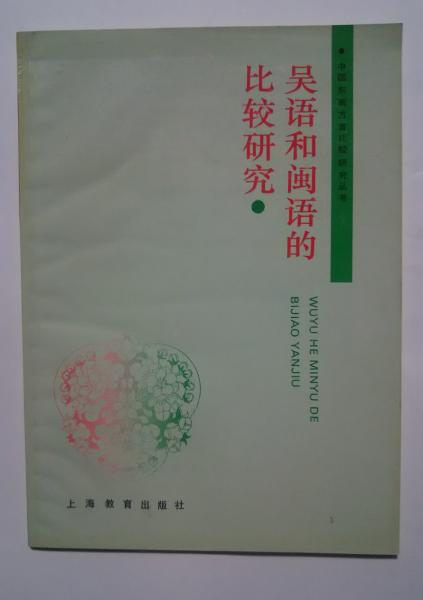 中国东南方言比较研究丛书
吴语和闽语的
比较研究
WUYU HE MINYU DE
BIJIAO YANJIU
上海教育出版社